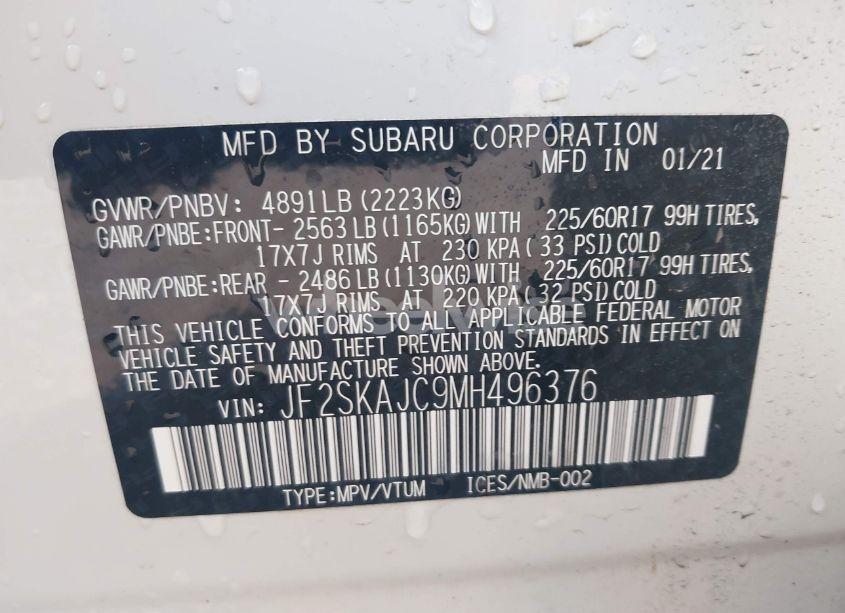 MFD BY SUBARU CORPORATION
MFD IN 01/21
GVWR/PNBV: 4891LB(2223KG)
GAWR/PNBE:FRONT- 2563LB(1165KG)WITH 225/60R17 99H TIRES,
17X7J RIMS AT 230 KPA(33 PSI)COLD
GAWR/PNBE:REAR - 2486LB(1130KG)WITH 225/60R17 99H TIRES,
17X7J RIMS AT 220 KPA(32 PSI)COLD
THIS VEHICLE CONFORMS TO ALL APPLICABLE FEDERAL MOTOR
VEHICLE SAFETY AND THEFT PREVENTION STANDARDS IN EFFECT ON
THE DATE OF MANUFACTURE SHOWN ABOVE.
VIN: JF2SKAJC9MH496376
TYPE:MPV/VTUM ICES/NMB-002